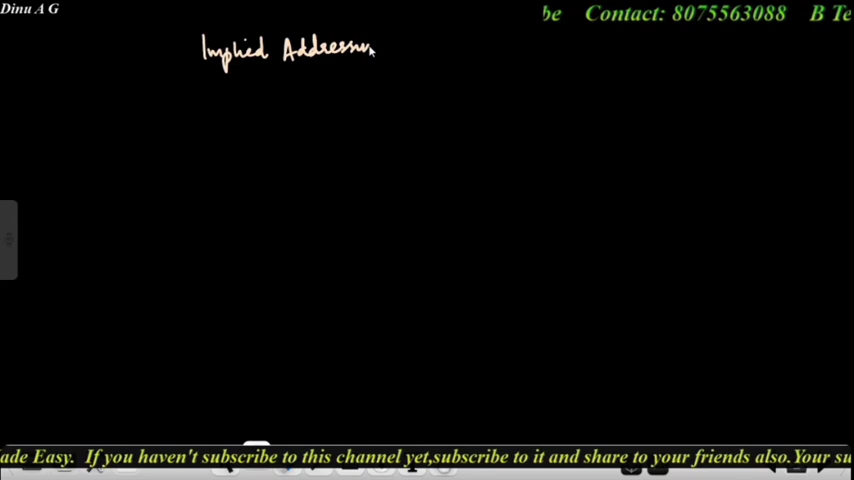 Dinu A G
be Contact: 8075563088 B Te
Implied Addressin
ade Easy. If you haven't subscribe to this channel yet,subscribe to it and share to your friends also.Your su